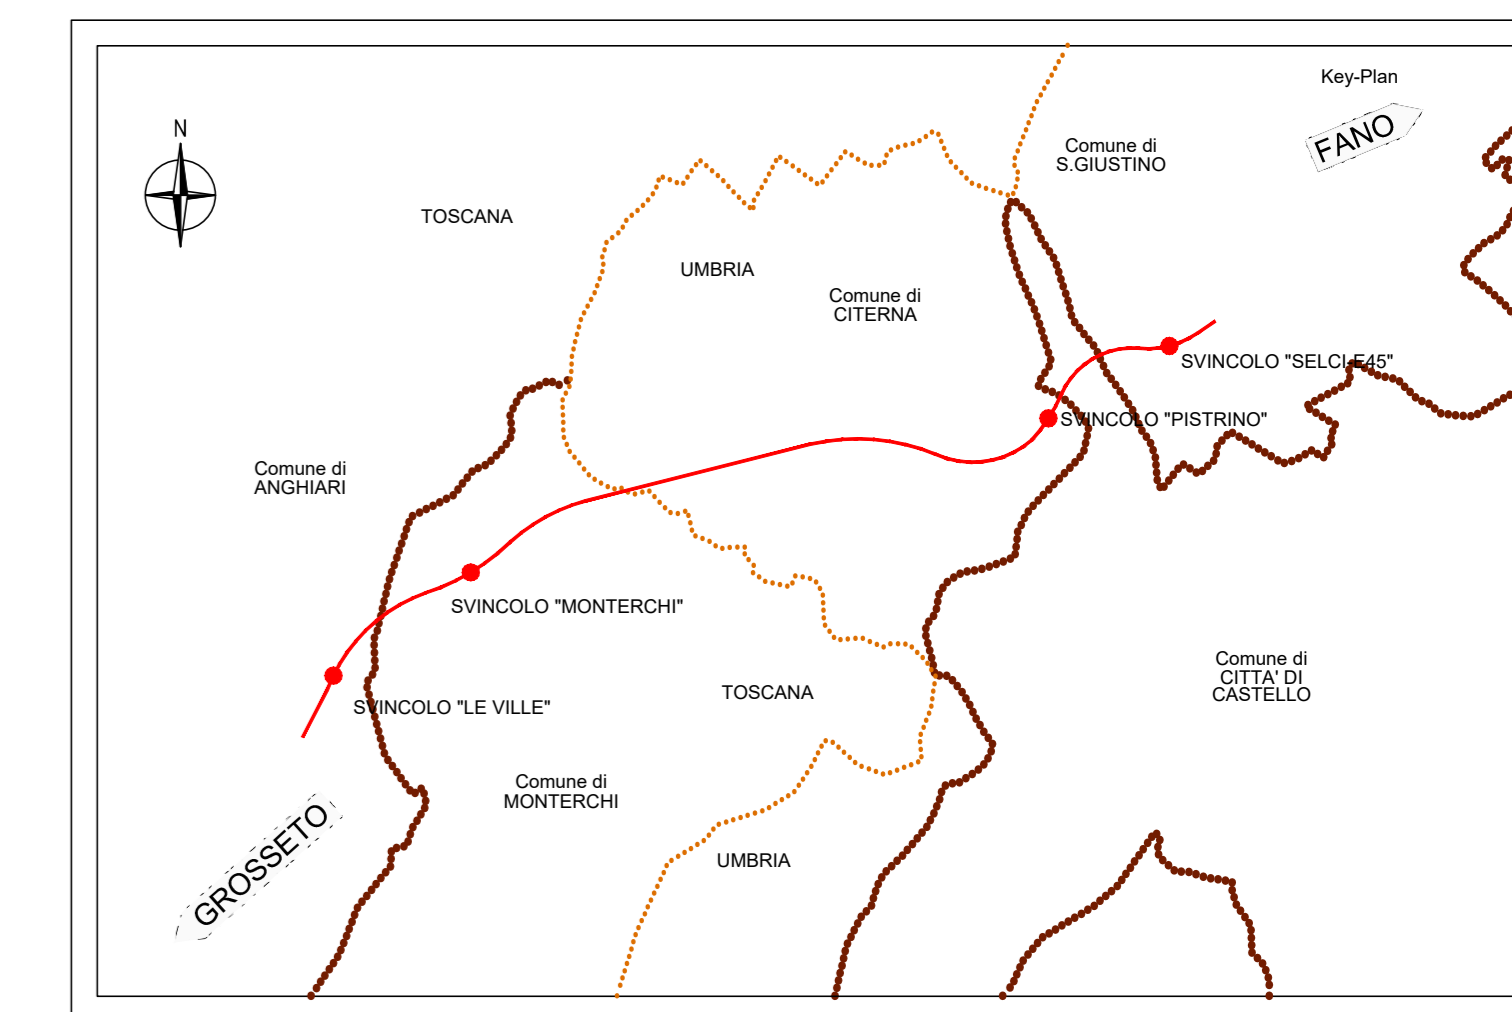 Key-Plan
N
FANO
Comune di
S.GIUSTINO
TOSCANA
UMBRIA
Comune di
CITERNA
SVINCOLO "SELCI-E45"
SVINCOLO "PISTRINO"
Comune di
ANGHIARI
SVINCOLO "MONTERCHI"
Comune di
CITTA' DI
CASTELLO
TOSCANA
SVINCOLO "LE VILLE"
Comune di
MONTERCHI
GROSSETO
UMBRIA